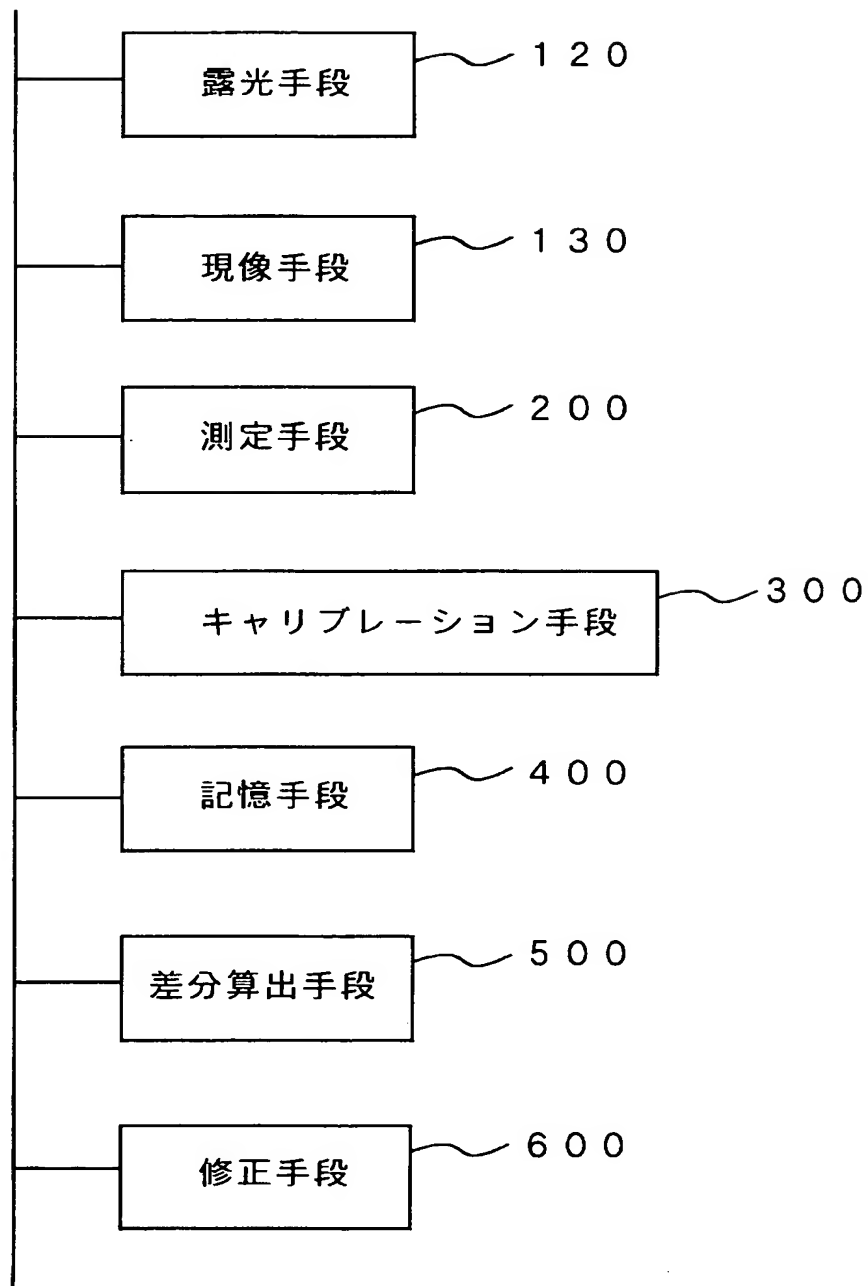 露光手段 １２０
現像手段 １３０
測定手段 ２００
キャリブレーション手段 ３００
記憶手段 ４００
差分算出手段 ５００
修正手段 ６００